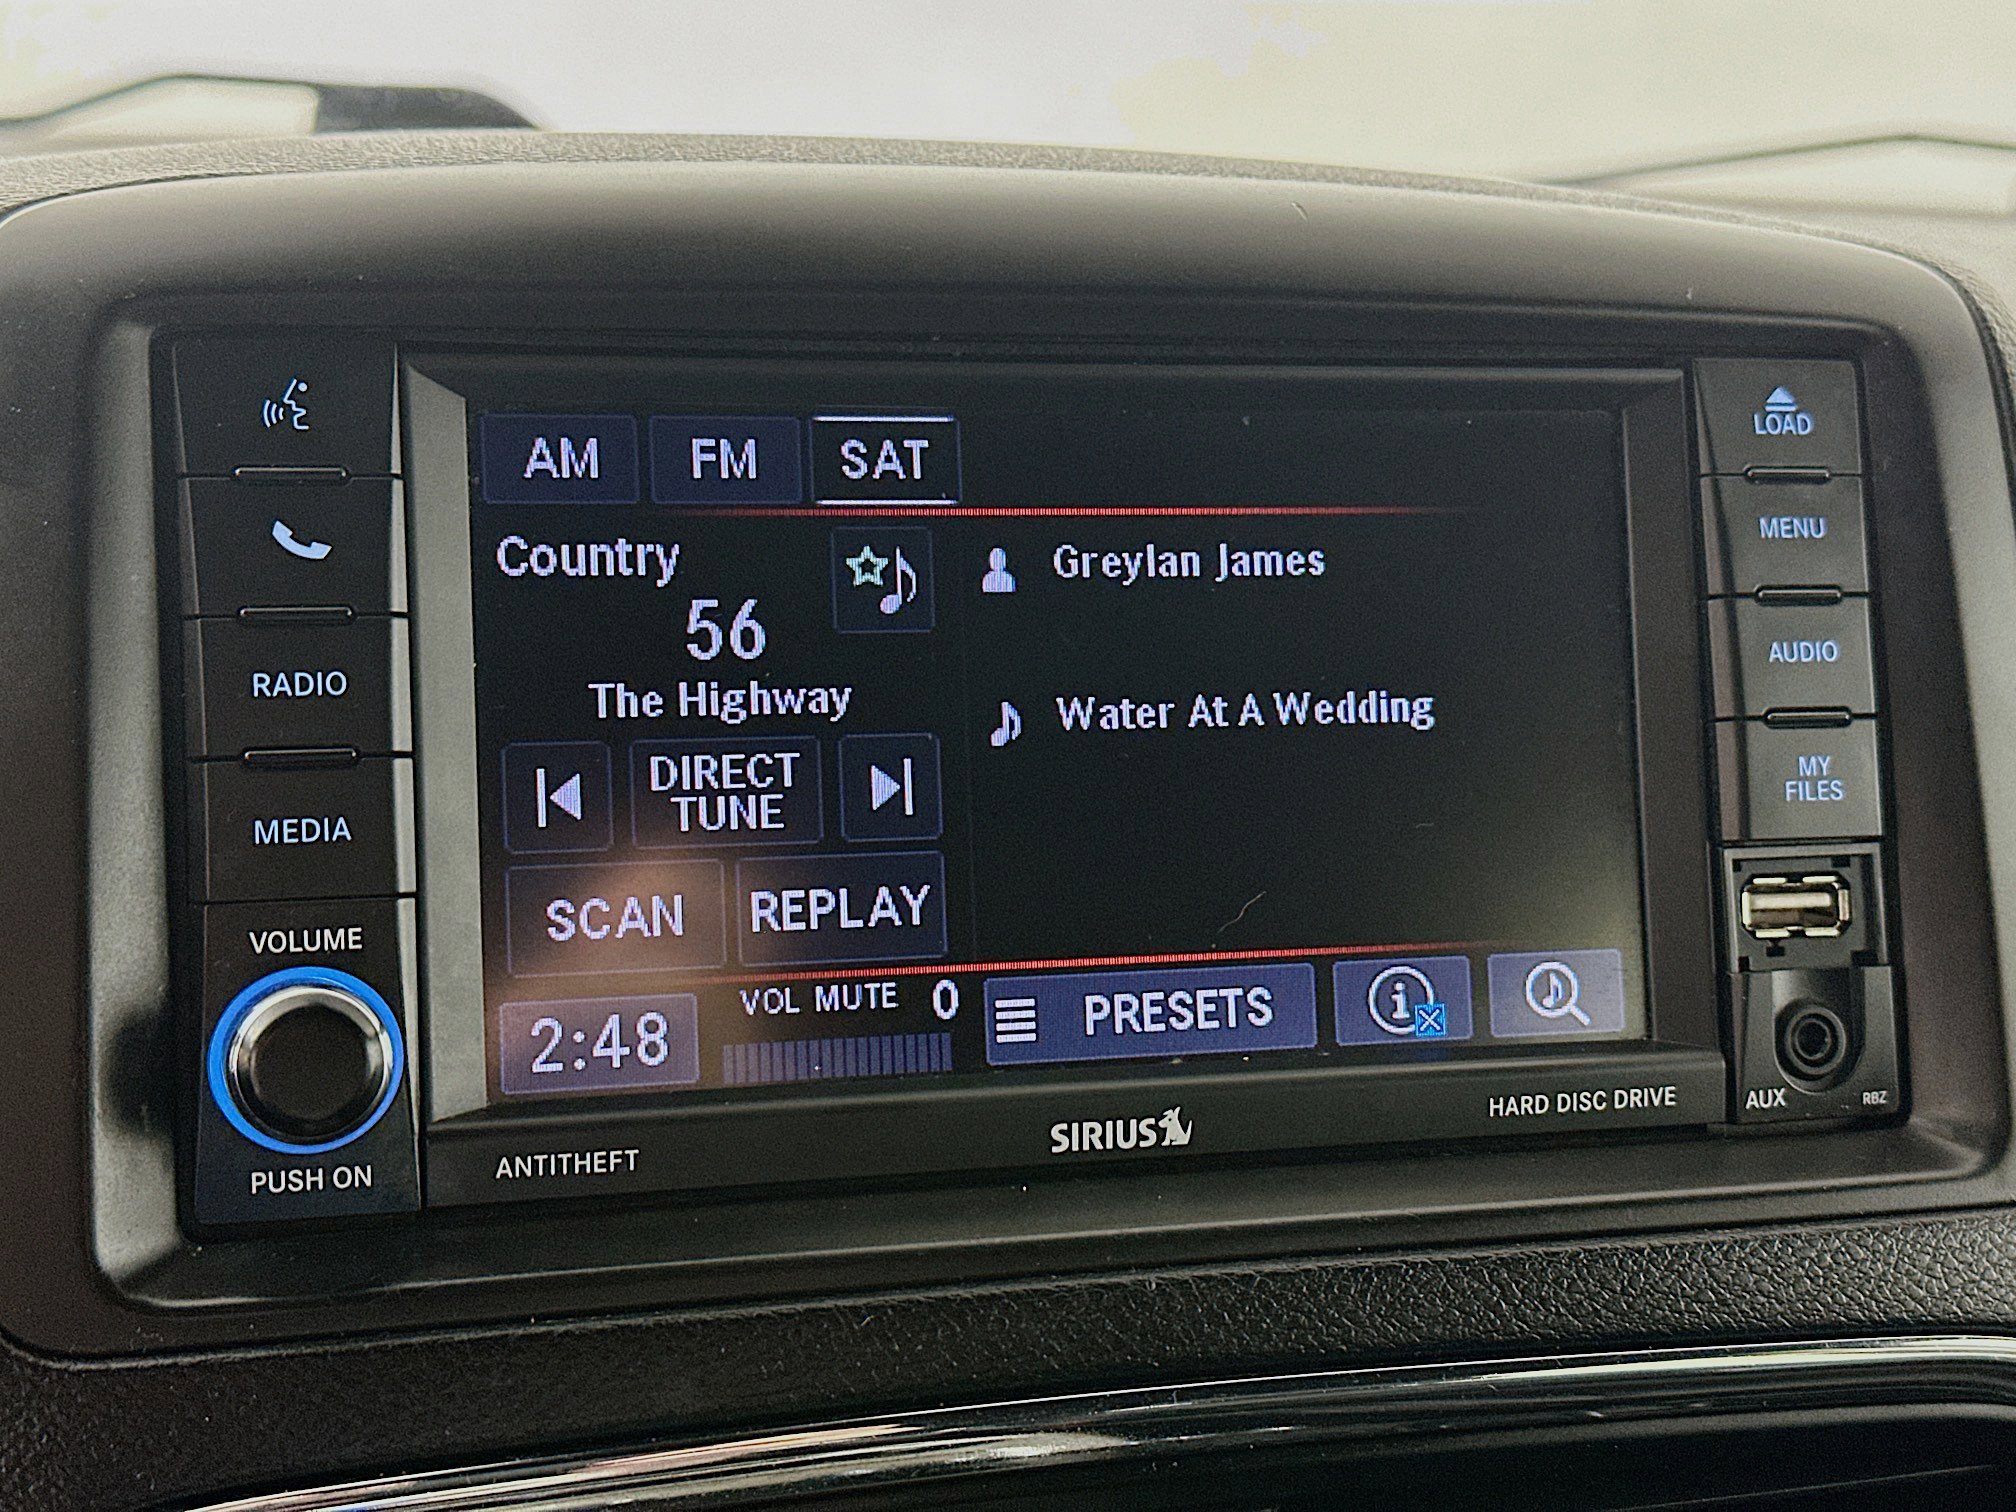 AM FM SAT
Country
56
The Highway
Greylan James
Water At A Wedding
DIRECT
TUNE
SCAN REPLAY
2:48
VOL MUTE 0
PRESETS
RADIO
MEDIA
VOLUME
PUSH ON
LOAD
MENU
AUDIO
MY
FILES
AUX RBZ
ANTITHEFT
SIRIUS
HARD DISC DRIVE